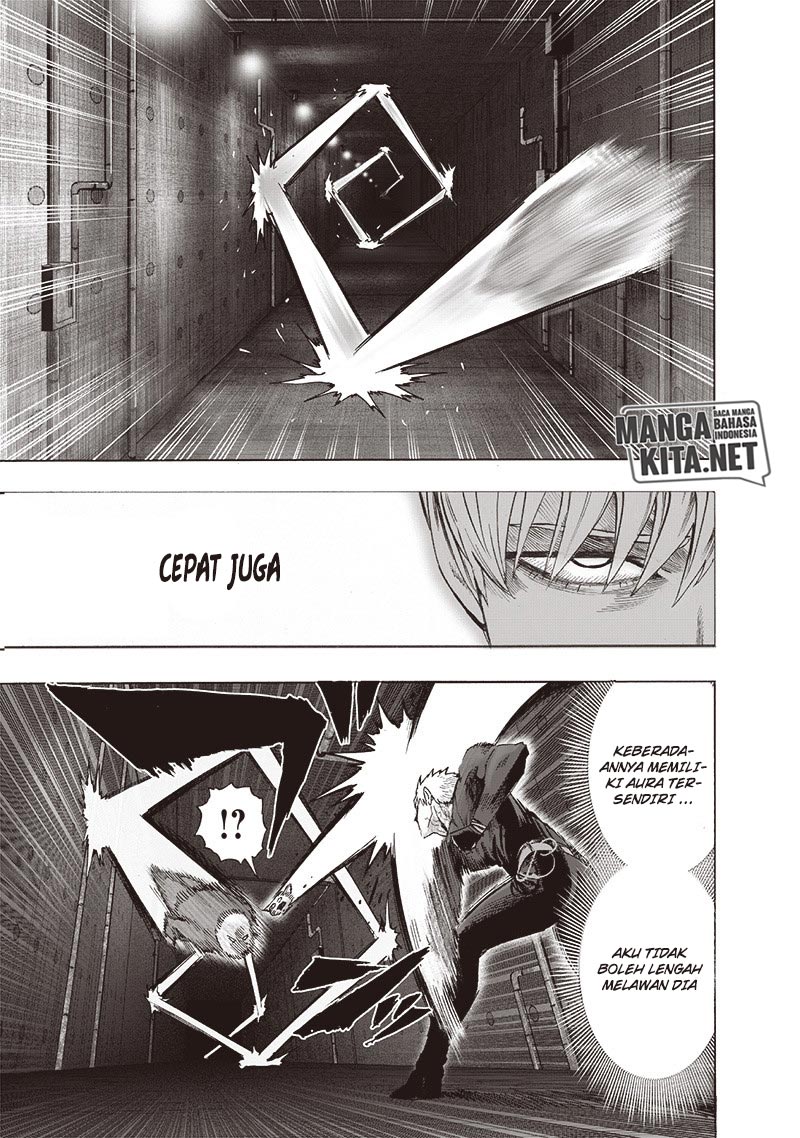 MANGA
BACA MANGA
BAHASA
INDONESIA
KITA.NET
CEPAT JUGA
KEBERADA-
ANNYA MEMILI-
KI AURA TER-
SENDIRI ...
!?
AKU TIDAK
BOLEH LENGAH
MELAWAN DIA